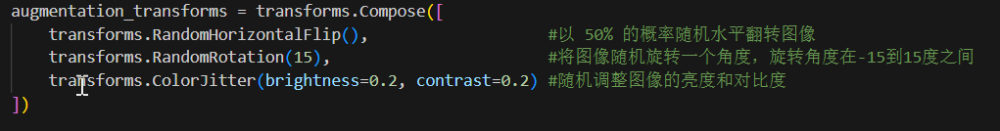 augmentation_transforms = transforms.Compose([
    transforms.RandomHorizontalFlip(),                  #以 50% 的概率随机水平翻转图像
    transforms.RandomRotation(15),                      #将图像随机旋转一个角度，旋转角度在-15到15度之间
    transforms.ColorJitter(brightness=0.2, contrast=0.2) #随机调整图像的亮度和对比度
])